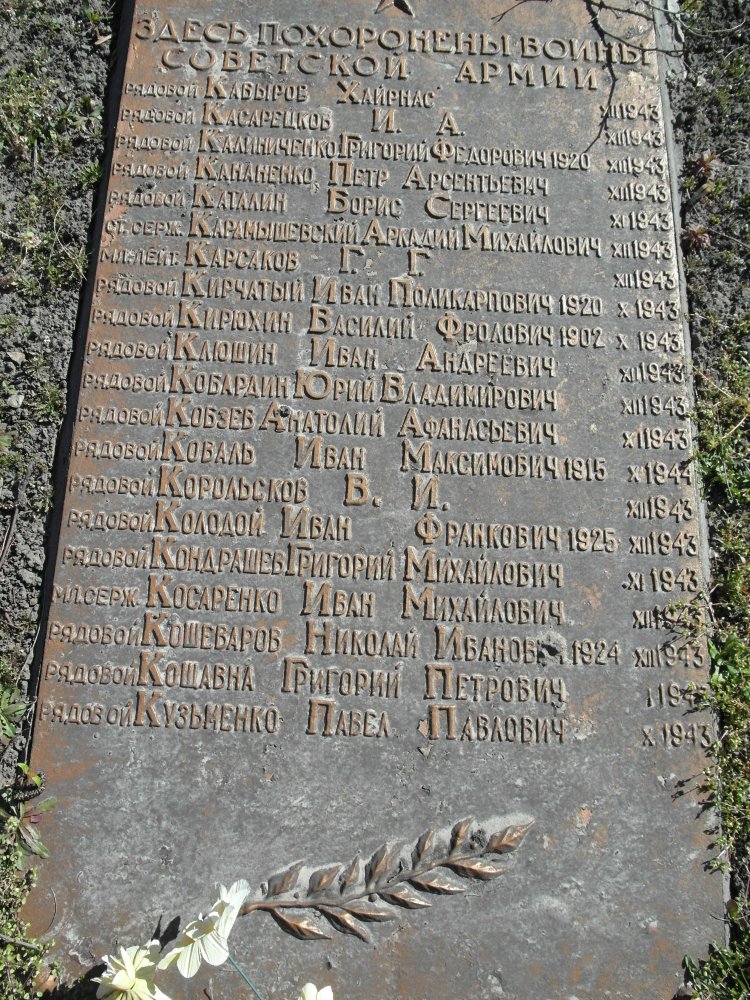 ЗДЕСЬ ПОХОРОНЕНЫ ВОИНЫ
СОВЕТСКОЙ АРМИИ
РЯДОВОЙ КАБЫРОВ ХАЙРНАС XII 1943
РЯДОВОЙ КАСАРЕЦКОВ И. А. XII 1943
РЯДОВОЙ КАЛИНИЧЕНКО ГРИГОРИЙ ФЕДОРОВИЧ 1920 XII 1943
РЯДОВОЙ КАНАНЕНКО ПЕТР АРСЕНТЬЕВИЧ XII 1943
РЯДОВОЙ КАТАЛИН БОРИС СЕРГЕЕВИЧ XI 1943
СТ. СЕРЖ. КАРАМЫШЕВСКИЙ АРКАДИЙ МИХАЙЛОВИЧ XII 1943
МЛ. ЛЕЙТ. КАРСАКОВ Г. Г. XII 1943
РЯДОВОЙ КИРЧАТЫЙ ИВАН ПОЛИКАРПОВИЧ 1920 X 1943
РЯДОВОЙ КИРЮХИН ВАСИЛИЙ ФРОЛОВИЧ 1902 X 1943
РЯДОВОЙ КЛЮШИН ИВАН АНДРЕЕВИЧ XII 1943
РЯДОВОЙ КОБАРДИН ЮРИЙ ВЛАДИМИРОВИЧ XII 1943
РЯДОВОЙ КОБЗЕВ АНАТОЛИЙ АФАНАСЬЕВИЧ XI 1943
РЯДОВОЙ КОВАЛЬ ИВАН МАКСИМОВИЧ 1915 X 1944
РЯДОВОЙ КОРОЛЬСКОВ В. И. XII 1943
РЯДОВОЙ КОЛОДОЙ ИВАН ФРАНКОВИЧ 1925 XII 1943
РЯДОВОЙ КОНДРАШЕВ ГРИГОРИЙ МИХАЙЛОВИЧ XI 1943
МЛ. СЕРЖ. КОСАРЕНКО ИВАН МИХАЙЛОВИЧ XII 1943
РЯДОВОЙ КОШЕВАРОВ НИКОЛАЙ 1924 XII 1943
РЯДОВОЙ КОШАВНА ГРИГОРИЙ ПЕТРОВИЧ I
РЯДОВОЙ КУЗЬМЕНКО ПАВЕЛ ПАВЛОВИЧ X 1943